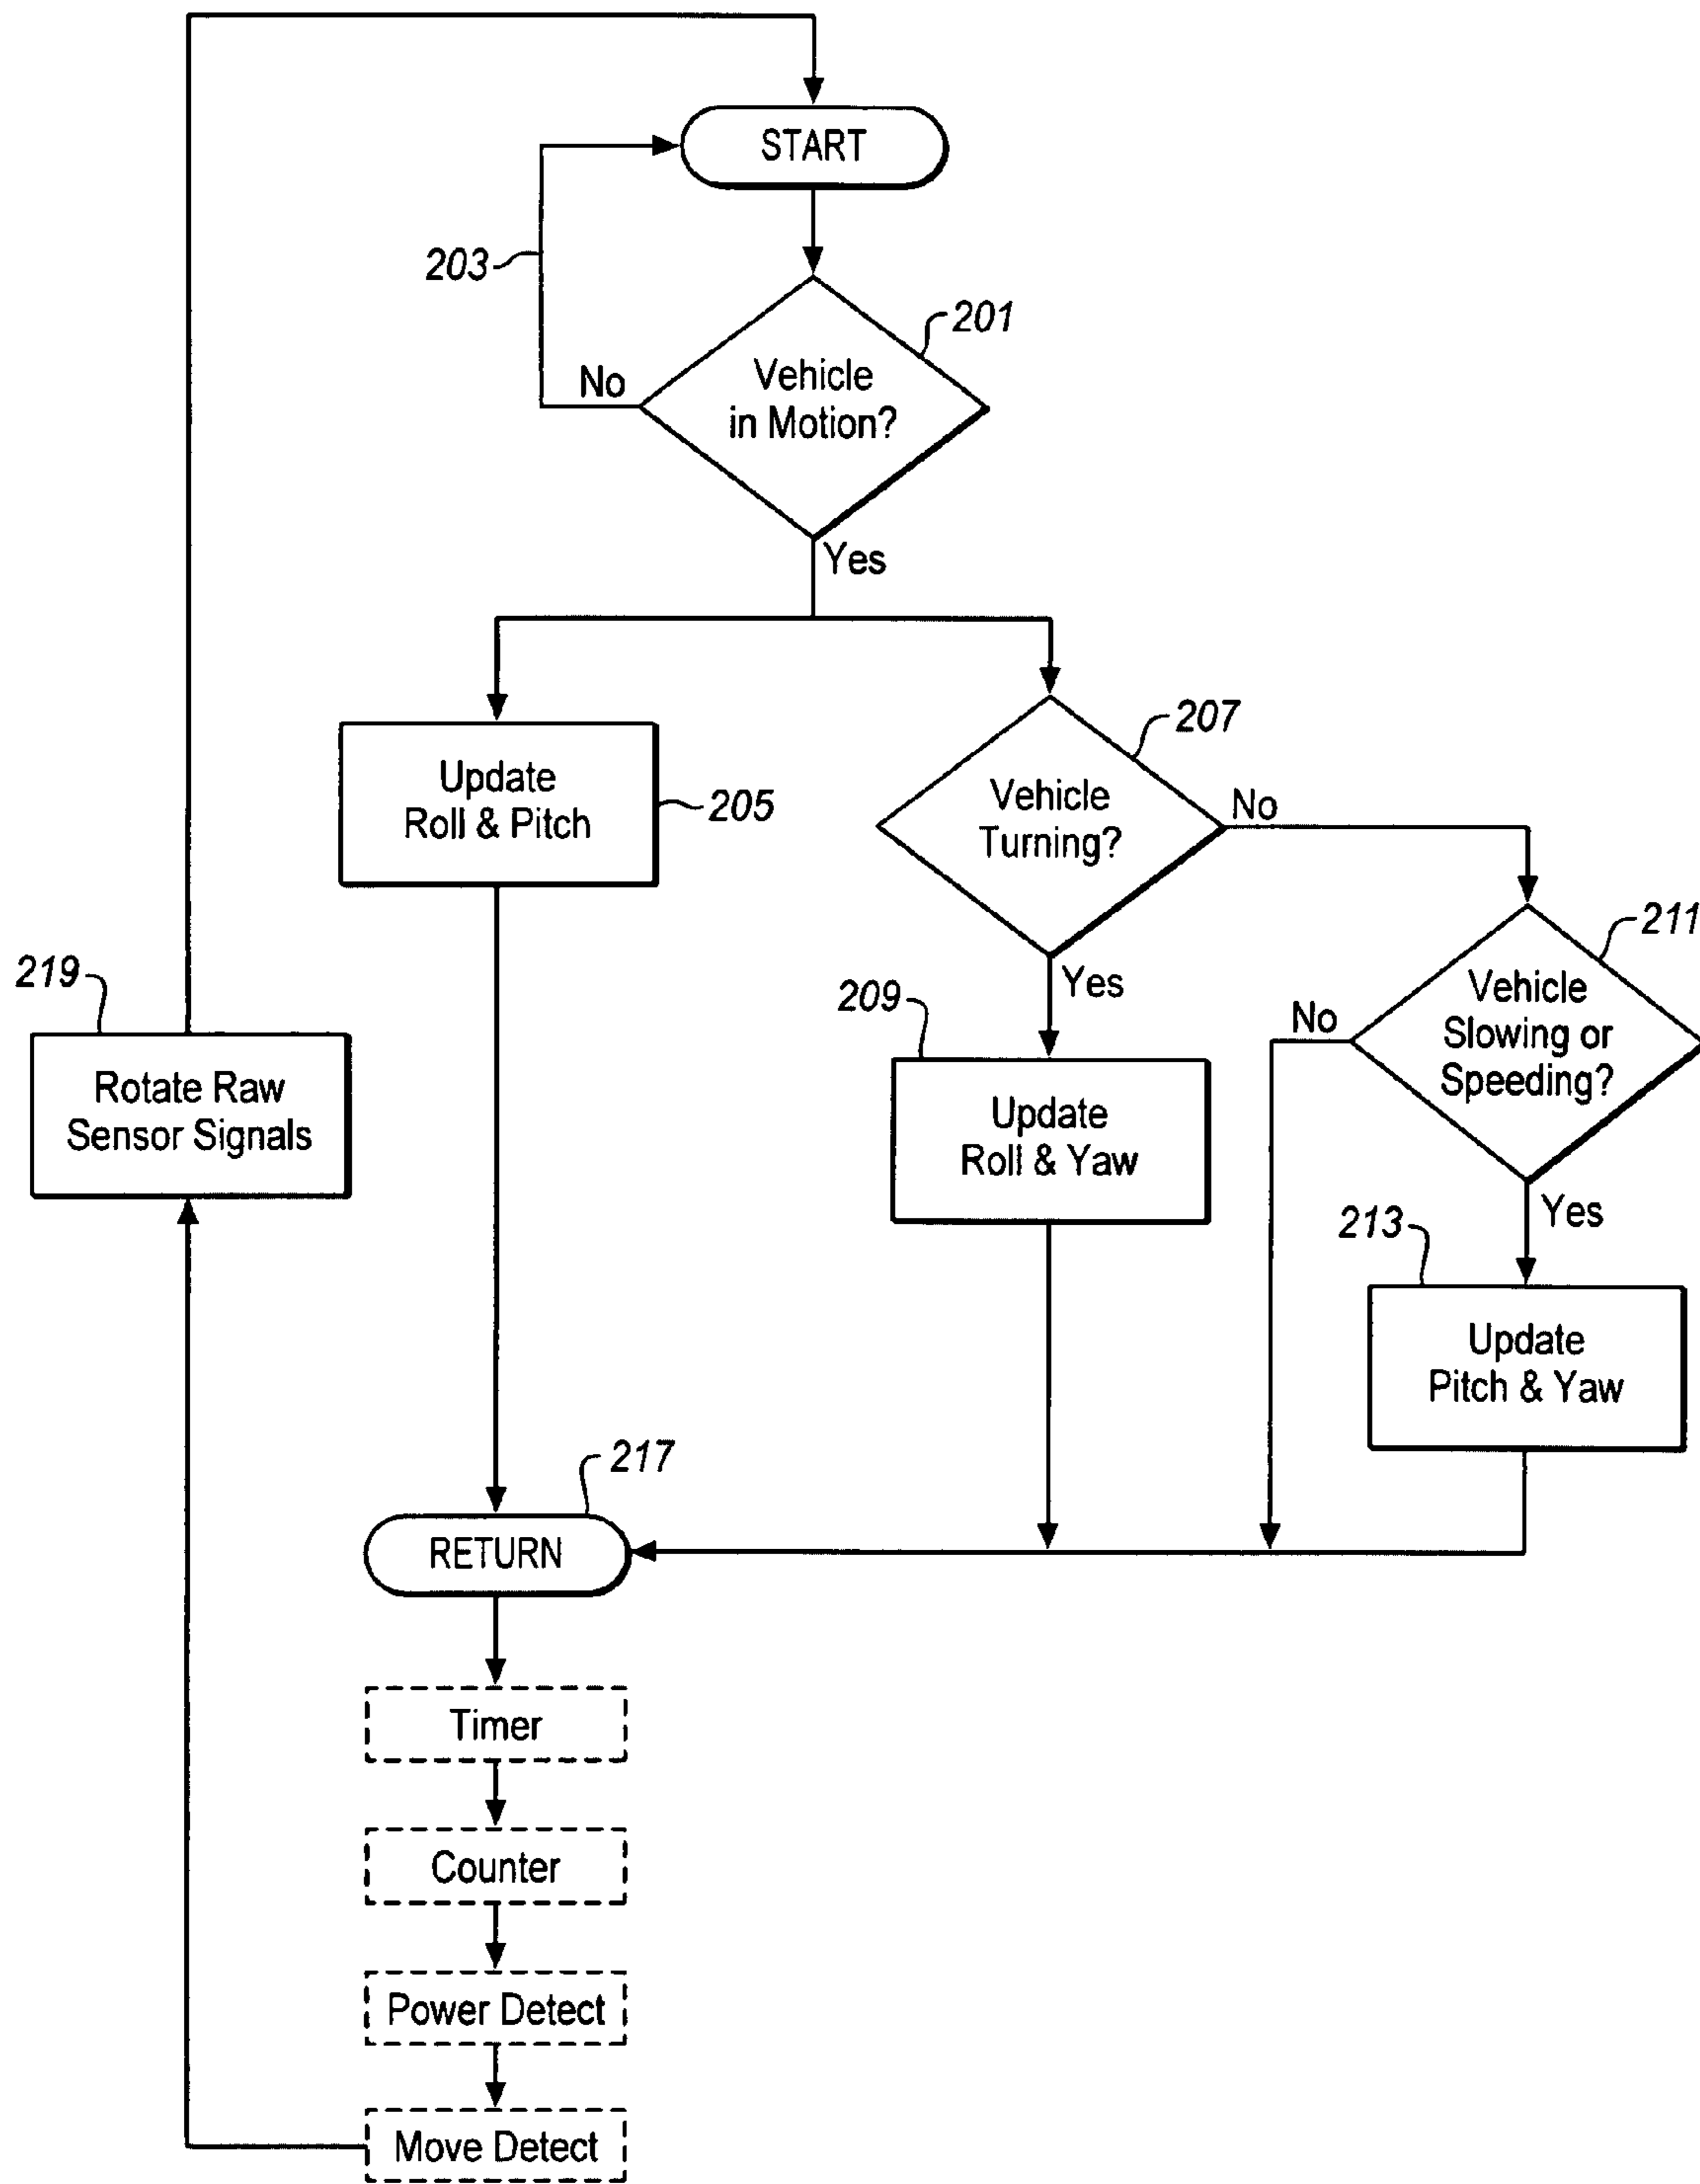 START
203
201
Vehicle
in Motion?
No
Yes
207
Update
Roll & Pitch
205
Vehicle
Turning?
No
211
219
Yes
209
Vehicle
Slowing or
Speeding?
No
Rotate Raw
Sensor Signals
Update
Roll & Yaw
Yes
213
Update
Pitch & Yaw
217
RETURN
Timer
Counter
Power Detect
Move Detect